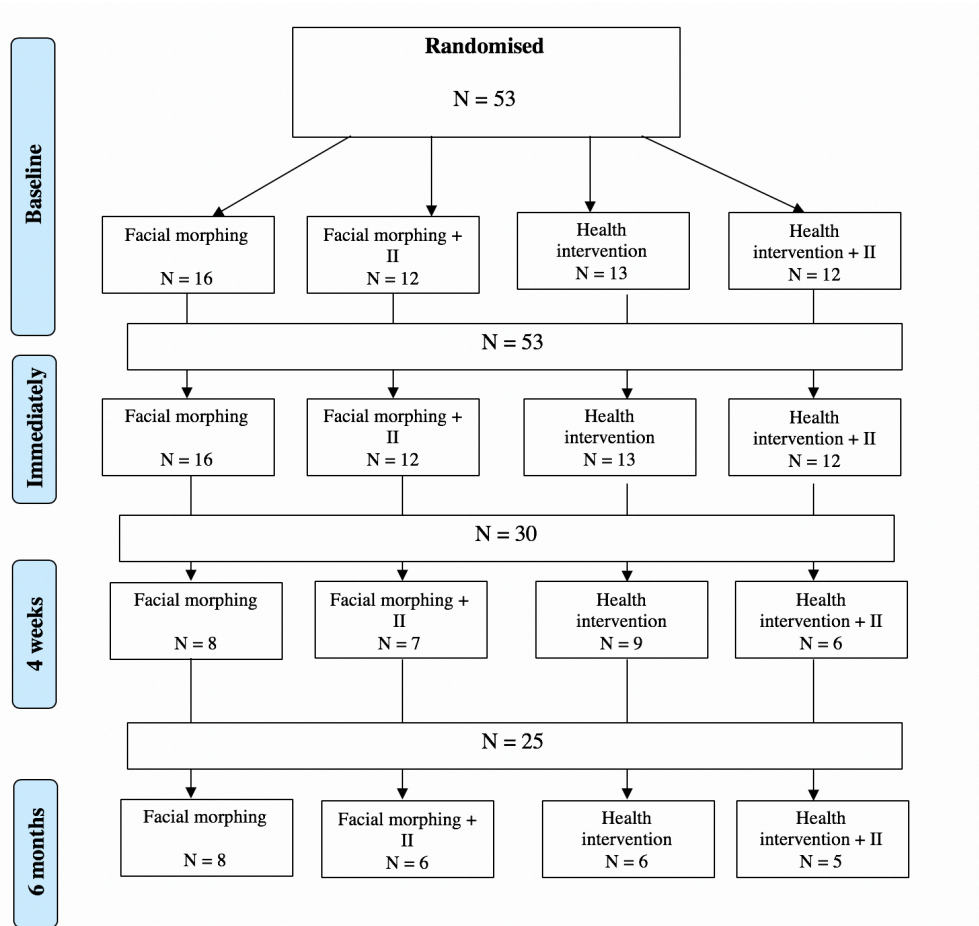 Randomised
N = 53
Baseline
Facial morphing
N = 16
Facial morphing +
II
N = 12
Health
intervention
N = 13
Health
intervention + II
N = 12
N = 53
Immediately
Facial morphing
N = 16
Facial morphing +
II
N = 12
Health
intervention
N = 13
Health
intervention + II
N = 12
N = 30
4 weeks
Facial morphing
N = 8
Facial morphing +
II
N = 7
Health
intervention
N = 9
Health
intervention + II
N = 6
N = 25
6 months
Facial morphing
N = 8
Facial morphing +
II
N = 6
Health
intervention
N = 6
Health
intervention + II
N = 5